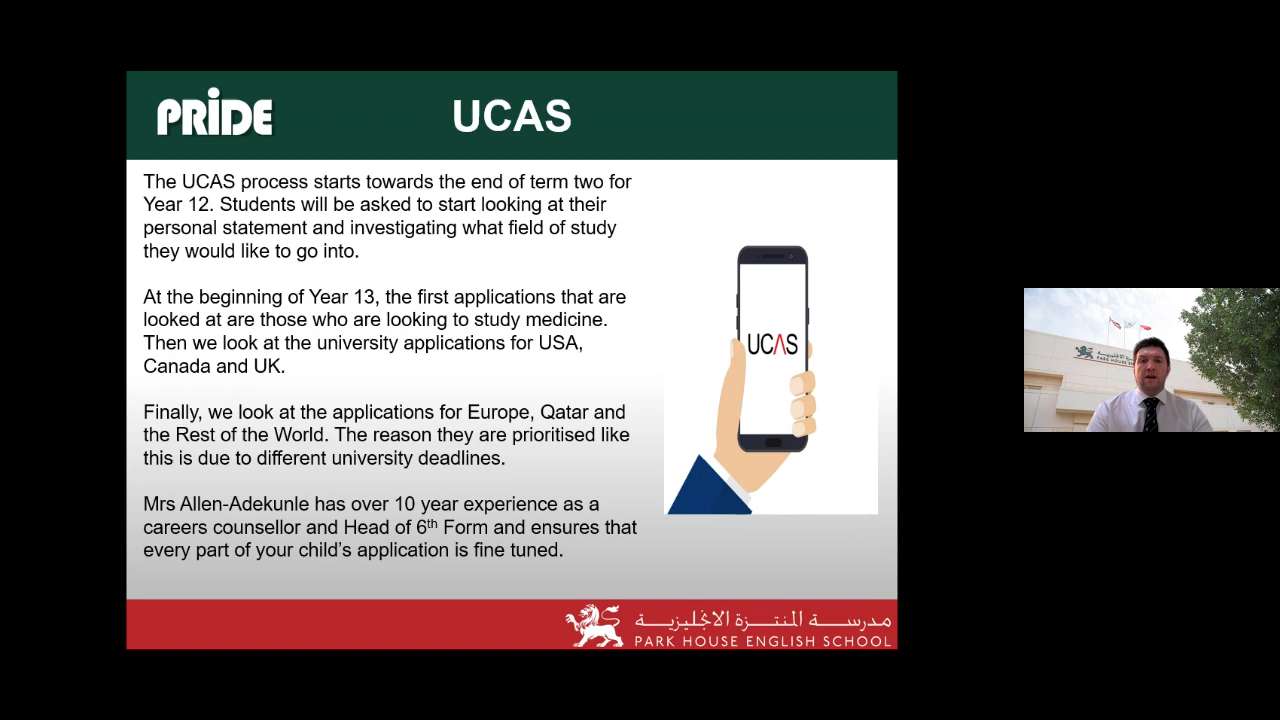 PRIDE
UCAS
The UCAS process starts towards the end of term two for
Year 12. Students will be asked to start looking at their
personal statement and investigating what field of study
they would like to go into.
At the beginning of Year 13, the first applications that are
looked at are those who are looking to study medicine.
Then we look at the university applications for USA,
Canada and UK.
Finally, we look at the applications for Europe, Qatar and
the Rest of the World. The reason they are prioritised like
this is due to different university deadlines.
Mrs Allen-Adekunle has over 10 year experience as a
careers counsellor and Head of 6th Form and ensures that
every part of your child's application is fine tuned.
UCAS
مدرسة المنتزة الانجليزية
PARK HOUSE ENGLISH SCHOOL
PARK HOUSE